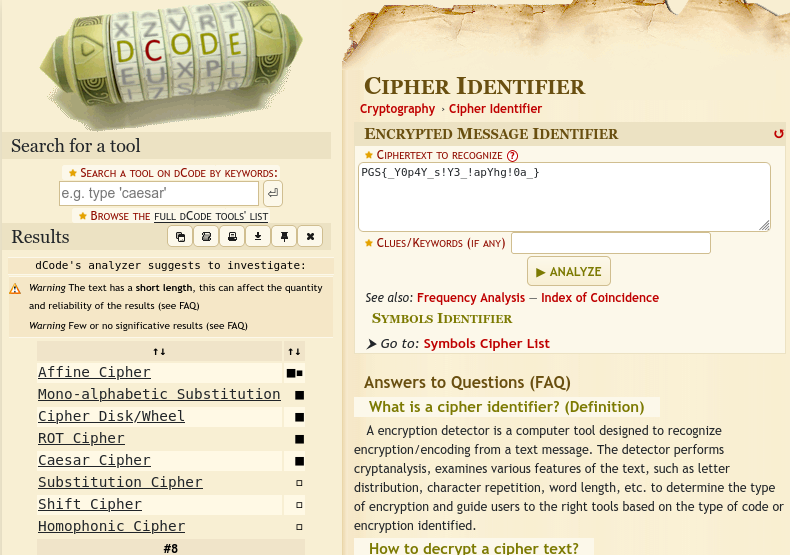 DCODE
Search for a tool
★ Search a tool on dCode by keywords:
e.g. type 'caesar'
★ Browse the full dCode tools' list
Results
dCode's analyzer suggests to investigate:
Warning The text has a short length, this can affect the quantity
and reliability of the results (see FAQ)
Warning Few or no significative results (see FAQ)
↑↓ ↑↓
Affine Cipher ■▪
Mono-alphabetic Substitution ■
Cipher Disk/Wheel ■
ROT Cipher ■
Caesar Cipher ■
Substitution Cipher ▫
Shift Cipher ▫
Homophonic Cipher ▫
#8
Cipher Identifier
Cryptography › Cipher Identifier
Encrypted Message Identifier
★ Ciphertext to recognize ?
PGS{_Y0p4Y_s!Y3_!apYhg!0a_}
★ Clues/Keywords (if any)
▶ ANALYZE
See also: Frequency Analysis — Index of Coincidence
Symbols Identifier
➤ Go to: Symbols Cipher List
Answers to Questions (FAQ)
What is a cipher identifier? (Definition)
A encryption detector is a computer tool designed to recognize
encryption/encoding from a text message. The detector performs
cryptanalysis, examines various features of the text, such as letter
distribution, character repetition, word length, etc. to determine the type
of encryption and guide users to the right tools based on the type of code or
encryption identified.
How to decrypt a cipher text?